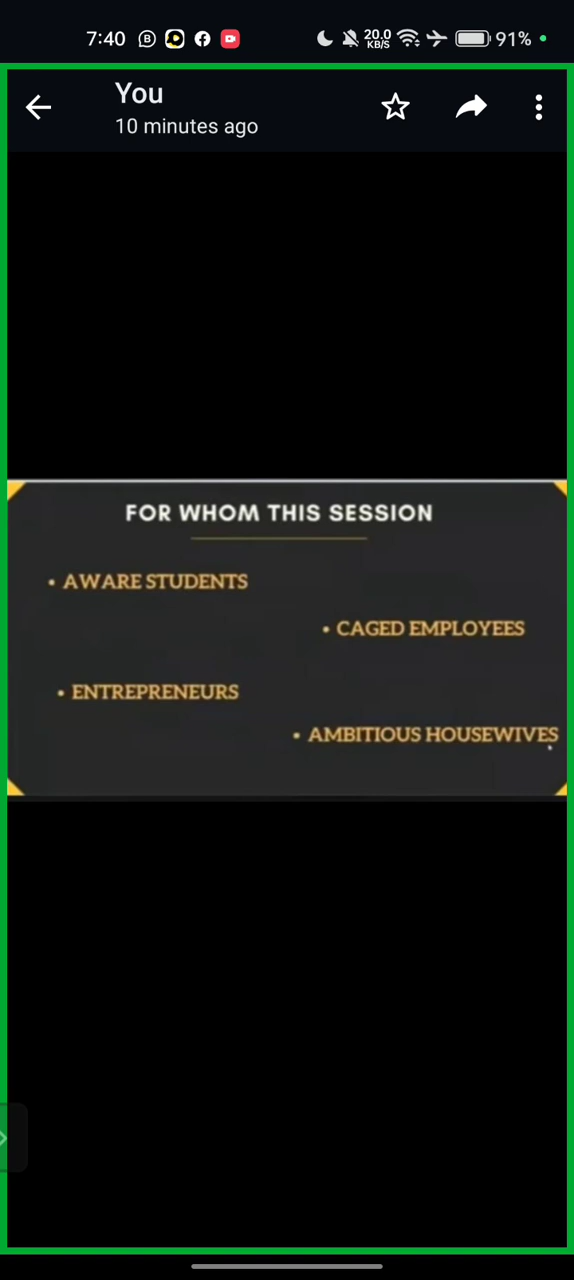 7:40 20.0 KB/S 91%
You
10 minutes ago
FOR WHOM THIS SESSION
• AWARE STUDENTS
• CAGED EMPLOYEES
• ENTREPRENEURS
• AMBITIOUS HOUSEWIVES